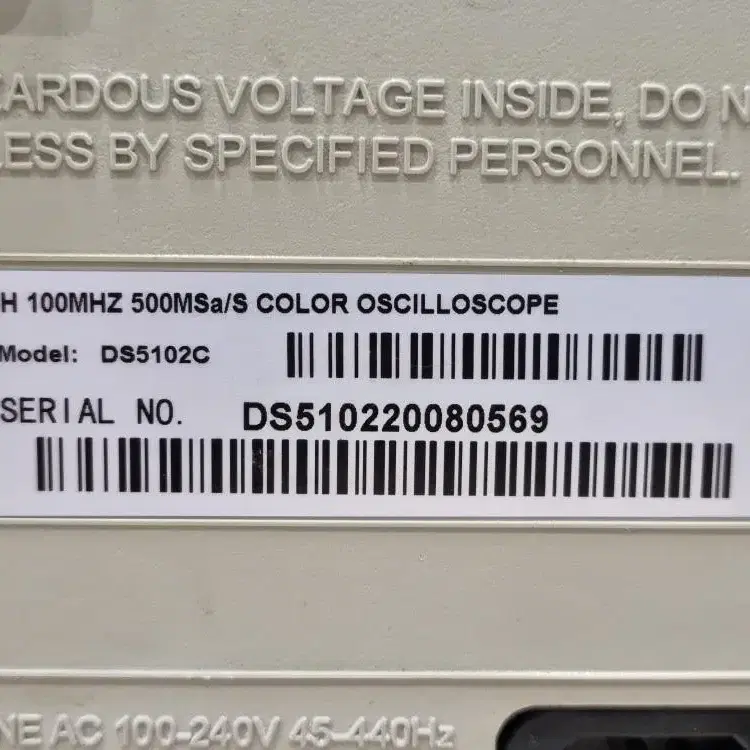 ARDOUS VOLTAGE INSIDE, DO N
LESS BY SPECIFIED PERSONNEL.
H 100MHZ 500MSa/S COLOR OSCILLOSCOPE
Model: DS5102C
SERIAL NO. DS510220080569
NE AC 100-240V 45-440Hz